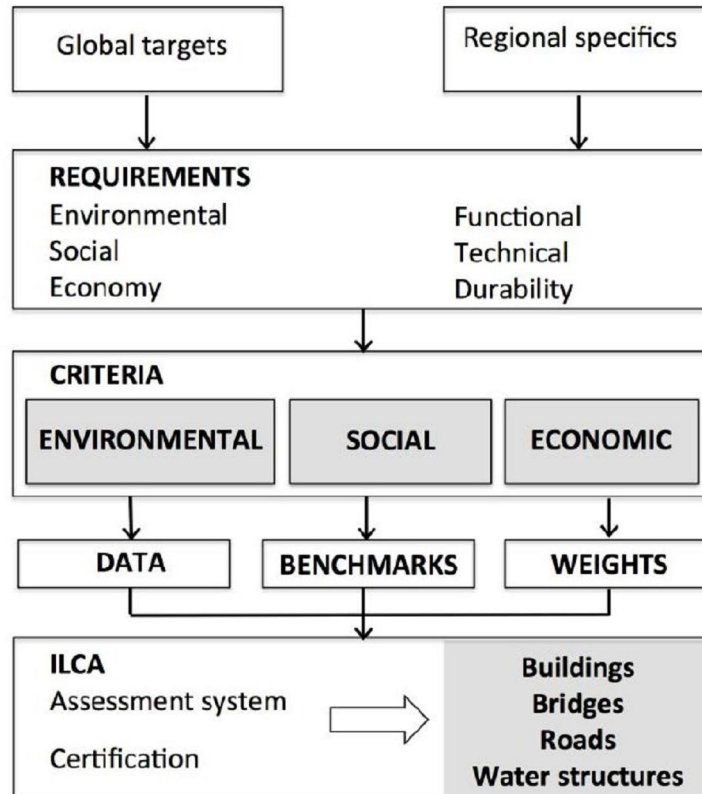 Global targets
Regional specifics
REQUIREMENTS
Environmental
Social
Economy
Functional
Technical
Durability
CRITERIA
ENVIRONMENTAL
SOCIAL
ECONOMIC
DATA
BENCHMARKS
WEIGHTS
ILCA
Assessment system
Certification
Buildings
Bridges
Roads
Water structures